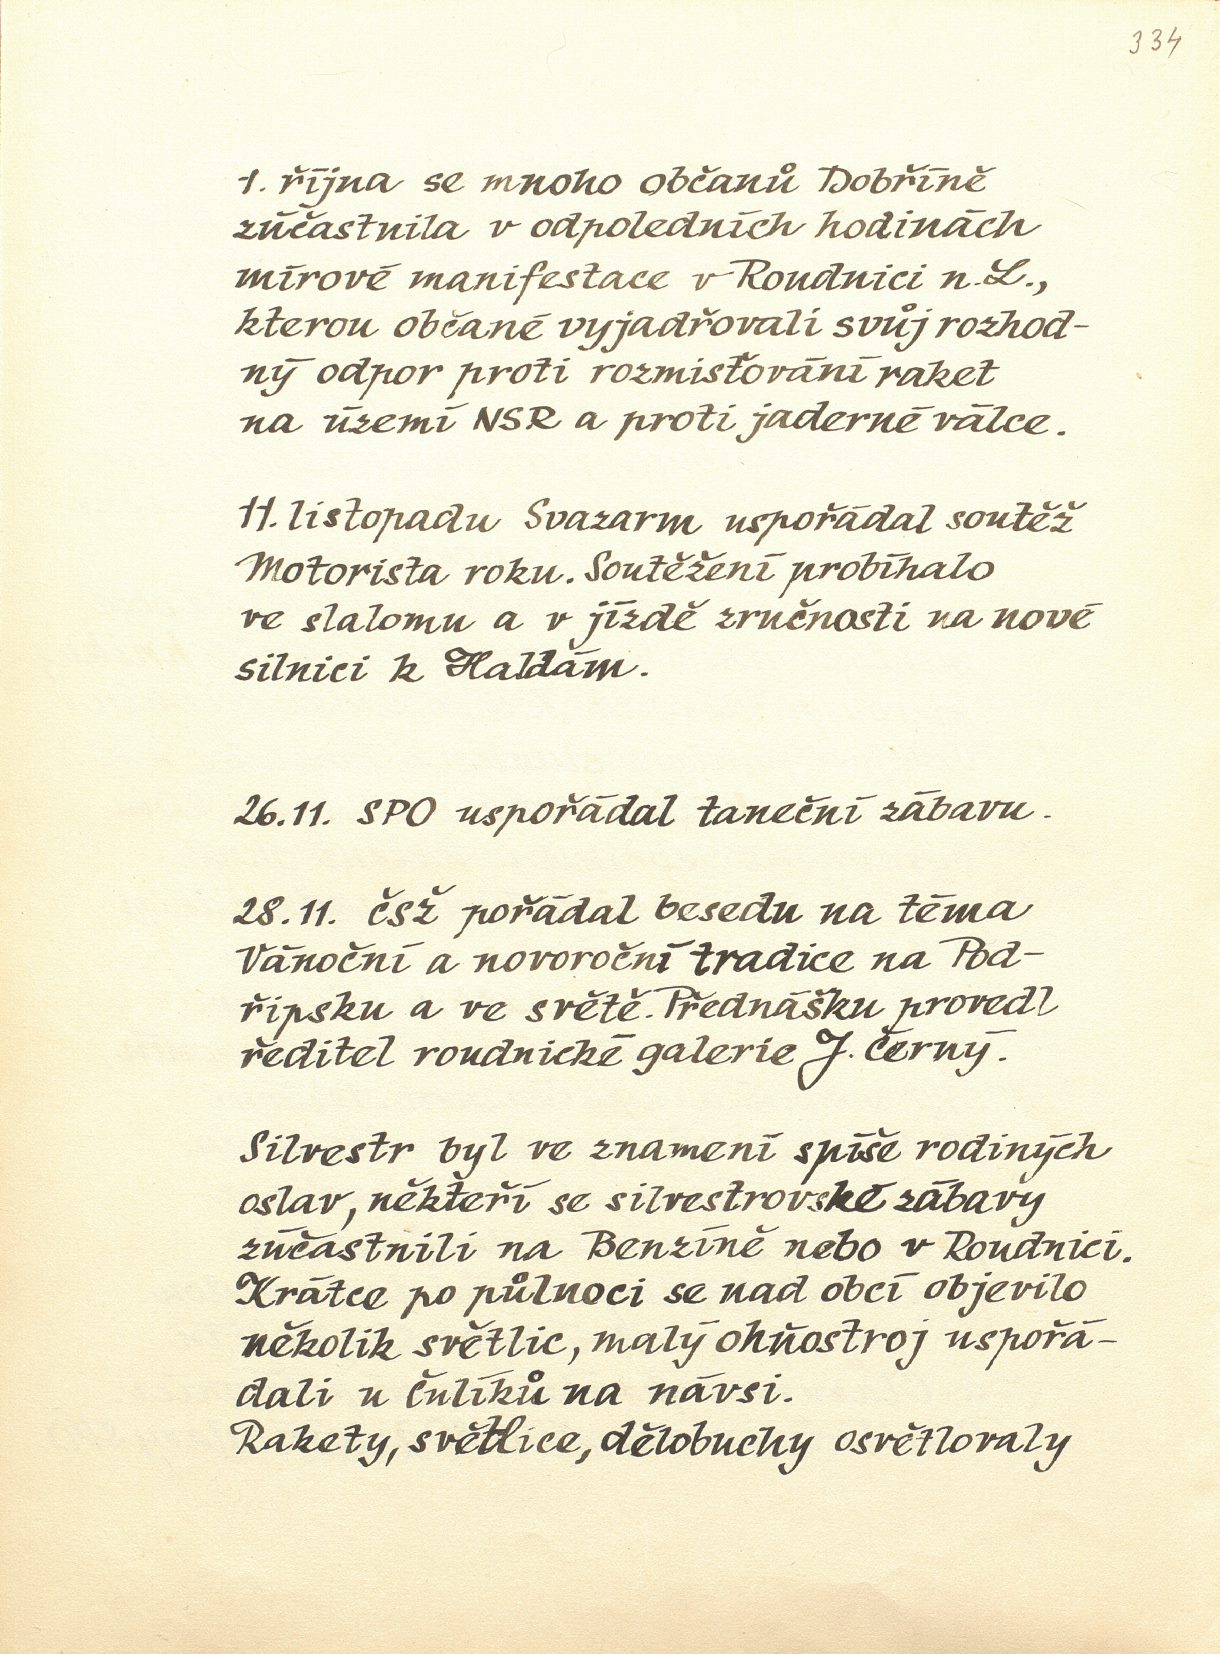 334
1. října se mnoho občanů Dobříně
zúčastnila v odpoledních hodinách
mírové manifestace v Roudnici n.L.,
kterou občané vyjadřovali svůj rozhod-
ný odpor proti rozmisťování raket
na území NSR a proti jaderné válce.
11. listopadu Svazarm uspořádal soutěž
Motorista roku. Soutěžení probíhalo
ve slalomu a v jízdě zručnosti na nové
silnici k Haldám.
26.11. SPO uspořádal taneční zábavu.
28.11. ČSŽ pořádal besedu na téma
Vánoční a novoroční tradice na Pod-
řipsku a ve světě. Přednášku provedl
ředitel roudnické galerie J. Černý.
Silvestr byl ve znamení spíše rodiných
oslav, někteří se silvestrovské zábavy
zúčastnili na Benzíně nebo v Roudnici.
Krátce po půlnoci se nad obcí objevilo
několik světlic, malý ohňostroj uspořá-
dali u Čulíků na návsi.
Rakety, světlice, dělobuchy osvětlovaly